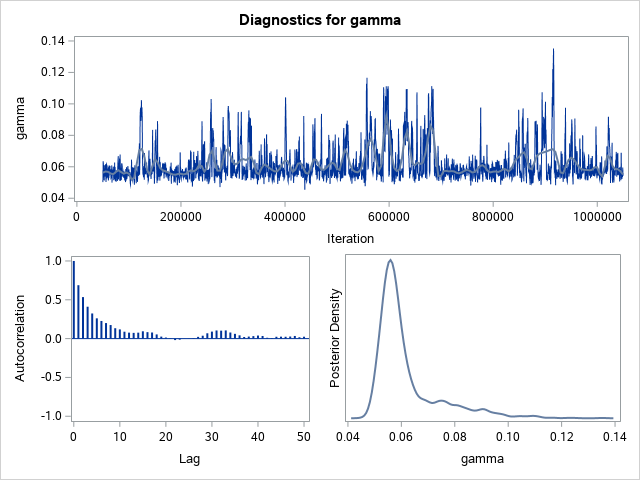 Diagnostics for gamma
0.14
0.12
0.10
0.08
0.06
0.04
gamma
0 200000 400000 600000 800000 1000000
Iteration
1.0
0.5
0.0
-0.5
-1.0
Autocorrelation
0 10 20 30 40 50
Lag
Posterior Density
0.04 0.06 0.08 0.10 0.12 0.14
gamma